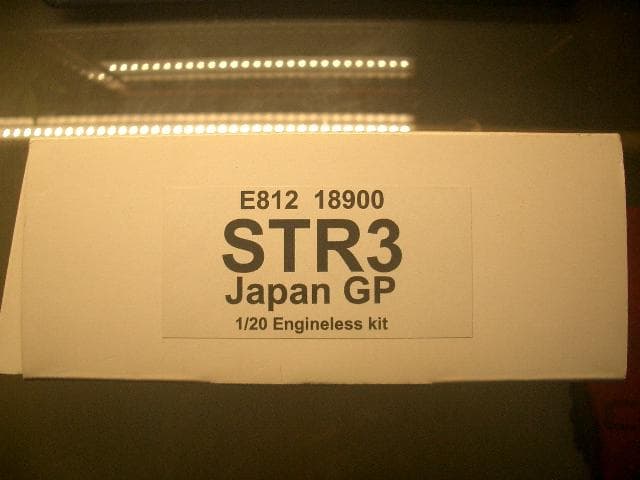 E812 18900
STR3
Japan GP
1/20 Engineless kit